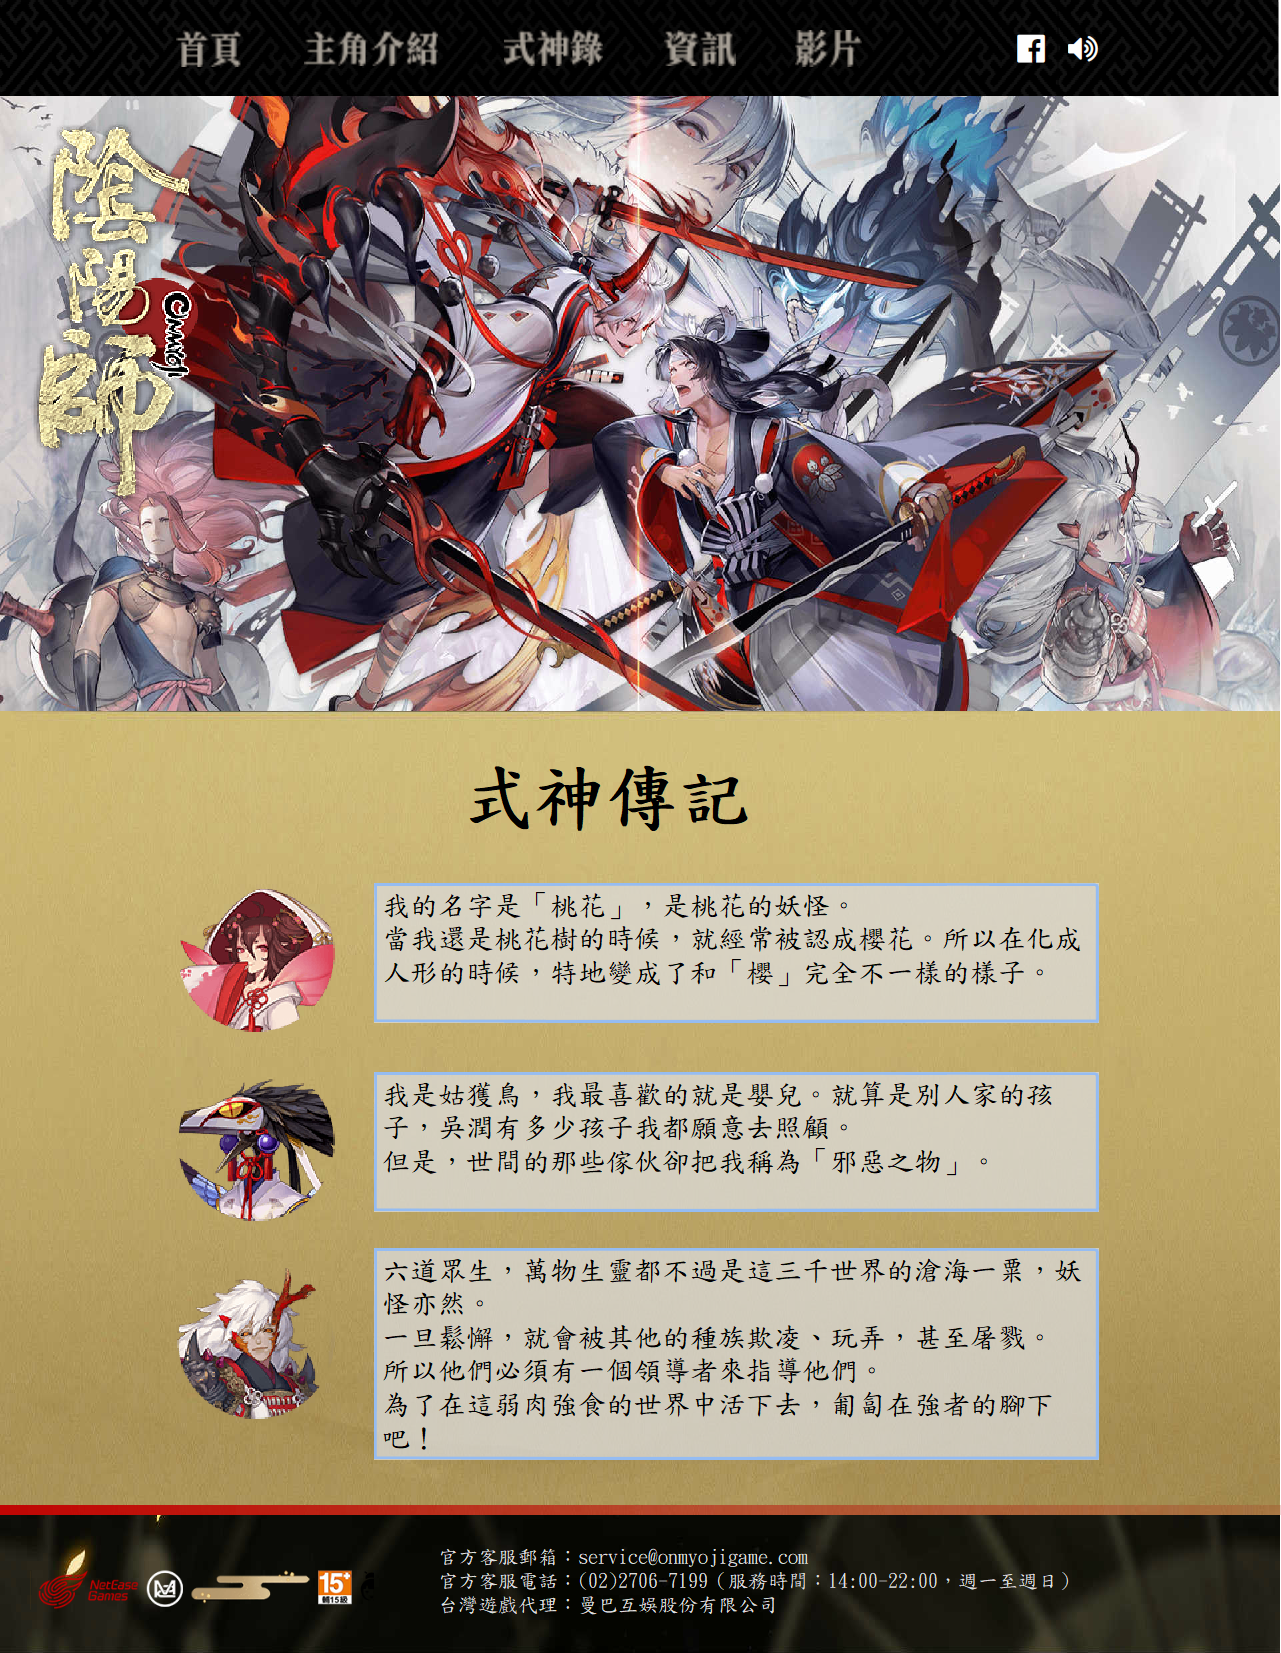 首頁 主角介紹 式神錄 資訊 影片
陰陽師
Onmyoji
式神傳記
我的名字是「桃花」，是桃花的妖怪。
當我還是桃花樹的時候，就經常被認成櫻花。所以在化成
人形的時候，特地變成了和「櫻」完全不一樣的樣子。
我是姑獲鳥，我最喜歡的就是嬰兒。就算是別人家的孩
子，吳潤有多少孩子我都願意去照顧。
但是，世間的那些傢伙卻把我稱為「邪惡之物」。
六道眾生，萬物生靈都不過是這三千世界的滄海一粟，妖
怪亦然。
一旦鬆懈，就會被其他的種族欺凌、玩弄，甚至屠戮。
所以他們必須有一個領導者來指導他們。
為了在這弱肉強食的世界中活下去，匍匐在強者的腳下
吧！
NetEase
Games
15+
輔15級
官方客服郵箱：service@onmyojigame.com
官方客服電話：(02)2706-7199（服務時間：14:00-22:00，週一至週日）
台灣遊戲代理：曼巴互娛股份有限公司